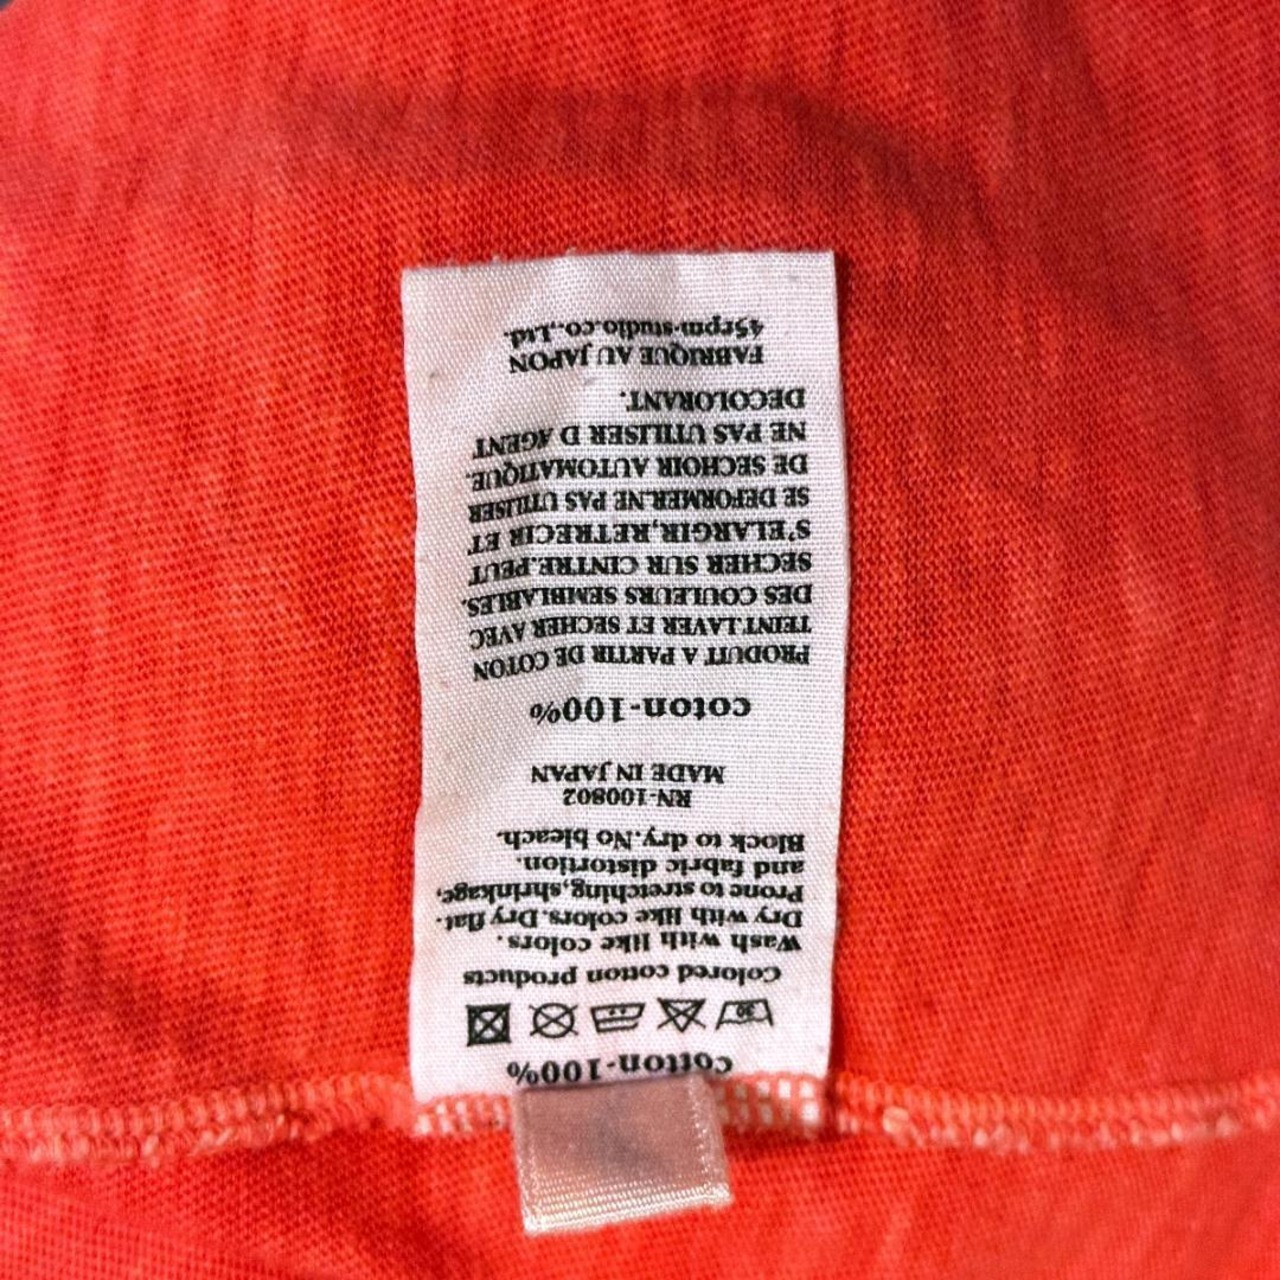 cotton-100%
30
Colored cotton products
Wash with like colors.
Dry with like colors.Dry flat.
Prone to stretching,shrinkage,
and fabric distortion.
Block to dry.No bleach.
RN-100802
MADE IN JAPAN
coton-100%
PRODUIT A PARTIR DE COTON
TEINT.LAVER ET SECHER AVEC
DES COULEURS SEMBLABLES.
SECHER SUR CINTRE.PEUT
S'ELARGIR,RETRECIR ET
SE DEFORMER.NE PAS UTILISER
DE SECHOIR AUTOMATIQUE.
NE PAS UTILISER D AGENT
DECOLORANT.
FABRIQUE AU JAPON
45rpm-studio.co.,Ltd.